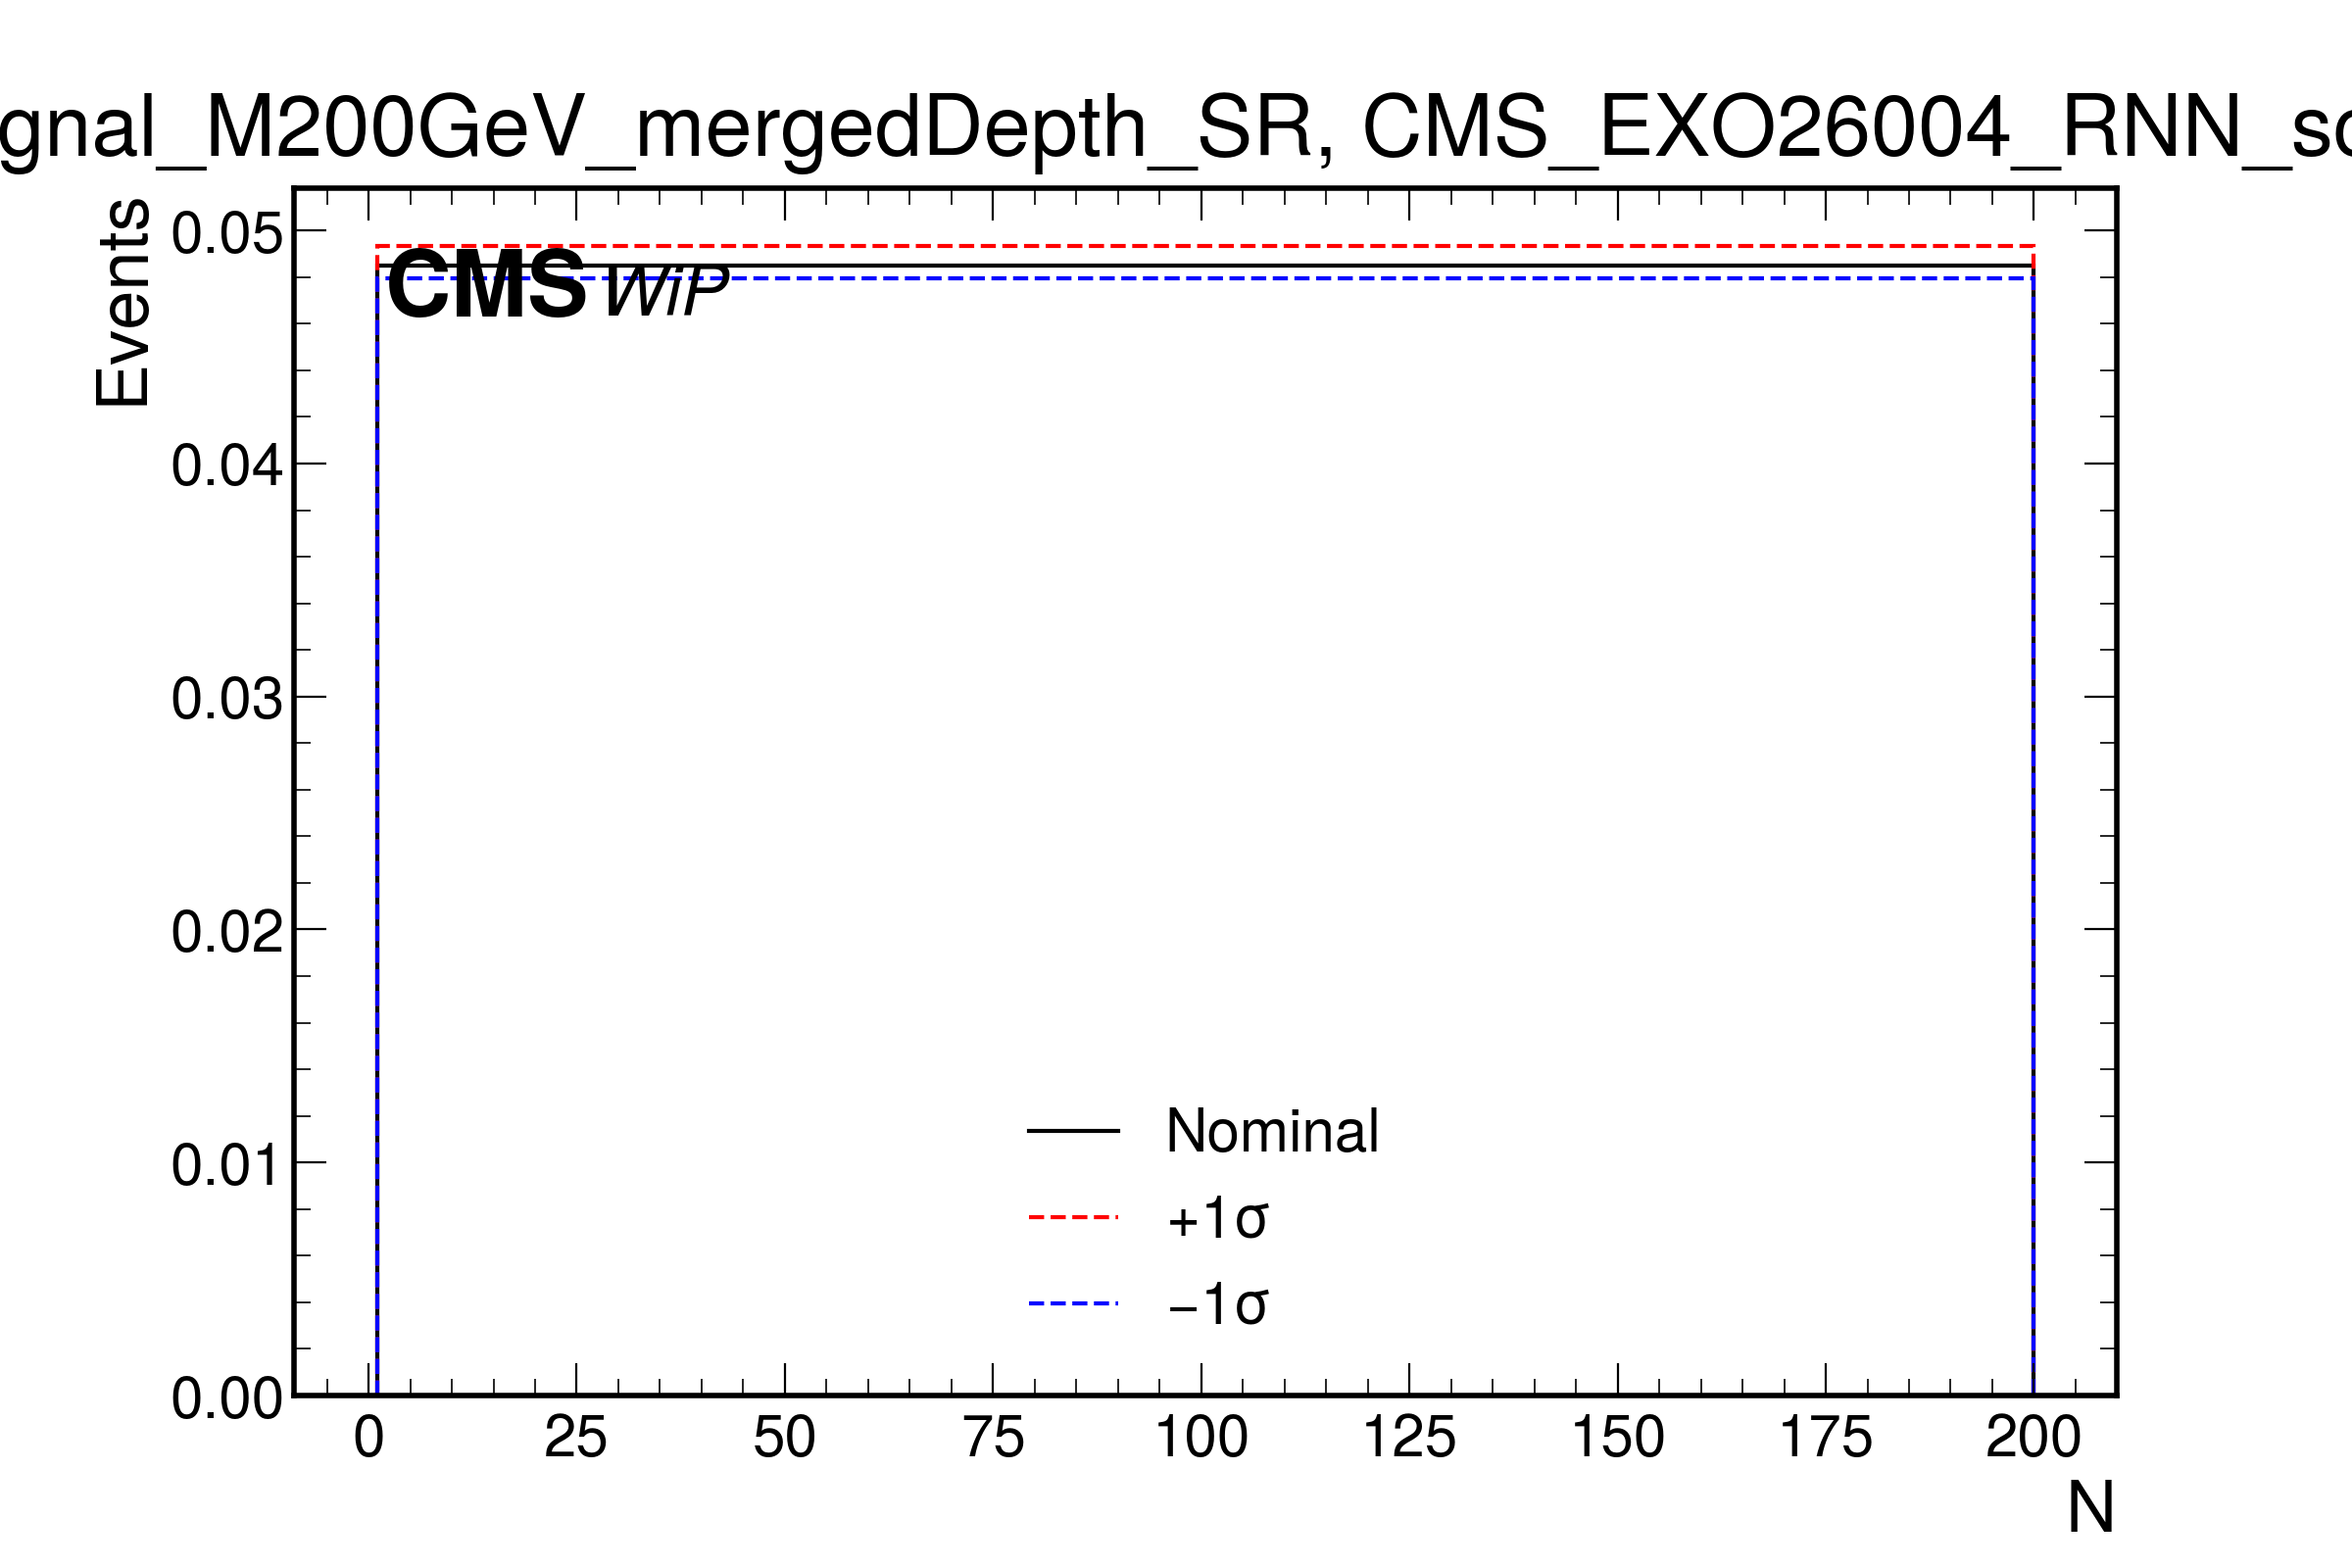 gnal_M200GeV_mergedDepth_SR, CMS_EXO26004_RNN_sc
Events
0.05
CMS WiP
0.04
0.03
0.02
0.01
0.00
Nominal
+1σ
−1σ
0 25 50 75 100 125 150 175 200
N